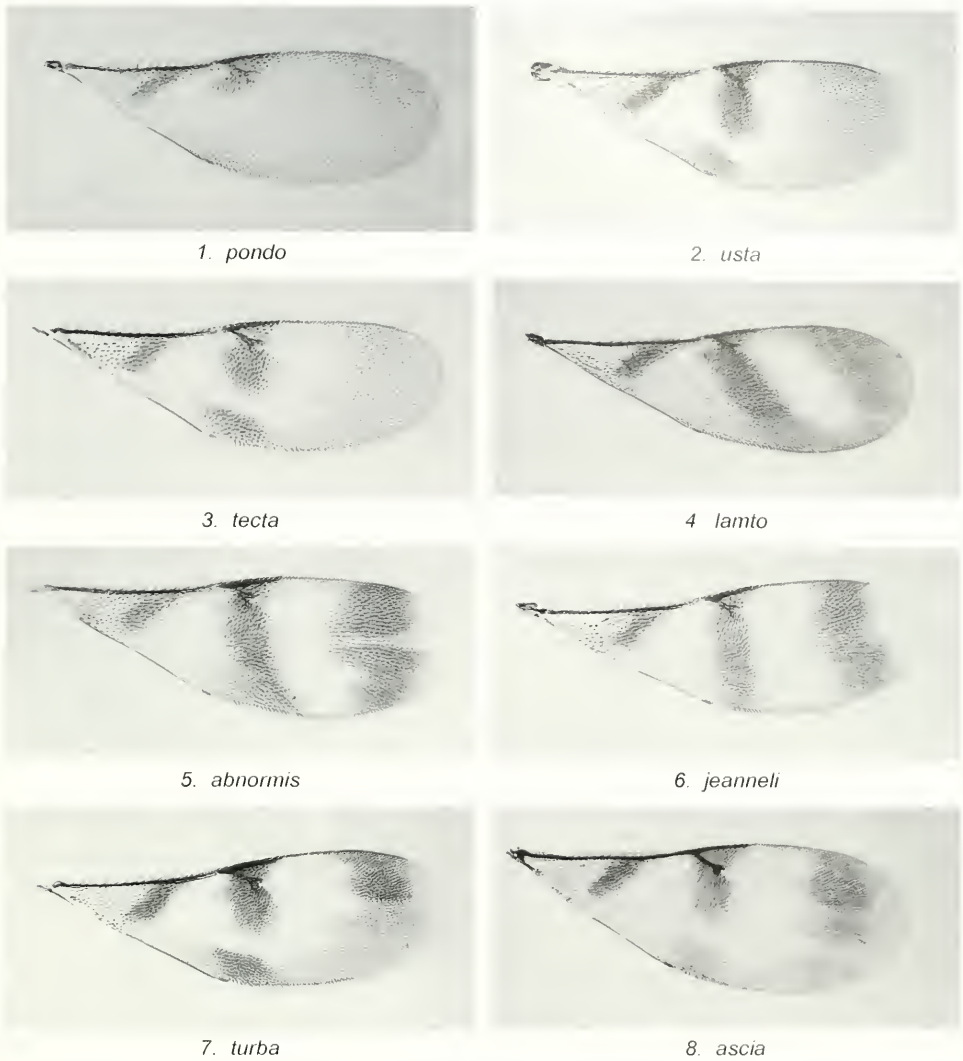 1. pondo
2. usta
3. tecta
4 lamto
5. abnormis
6. jeanneli
7. turba
8. ascia